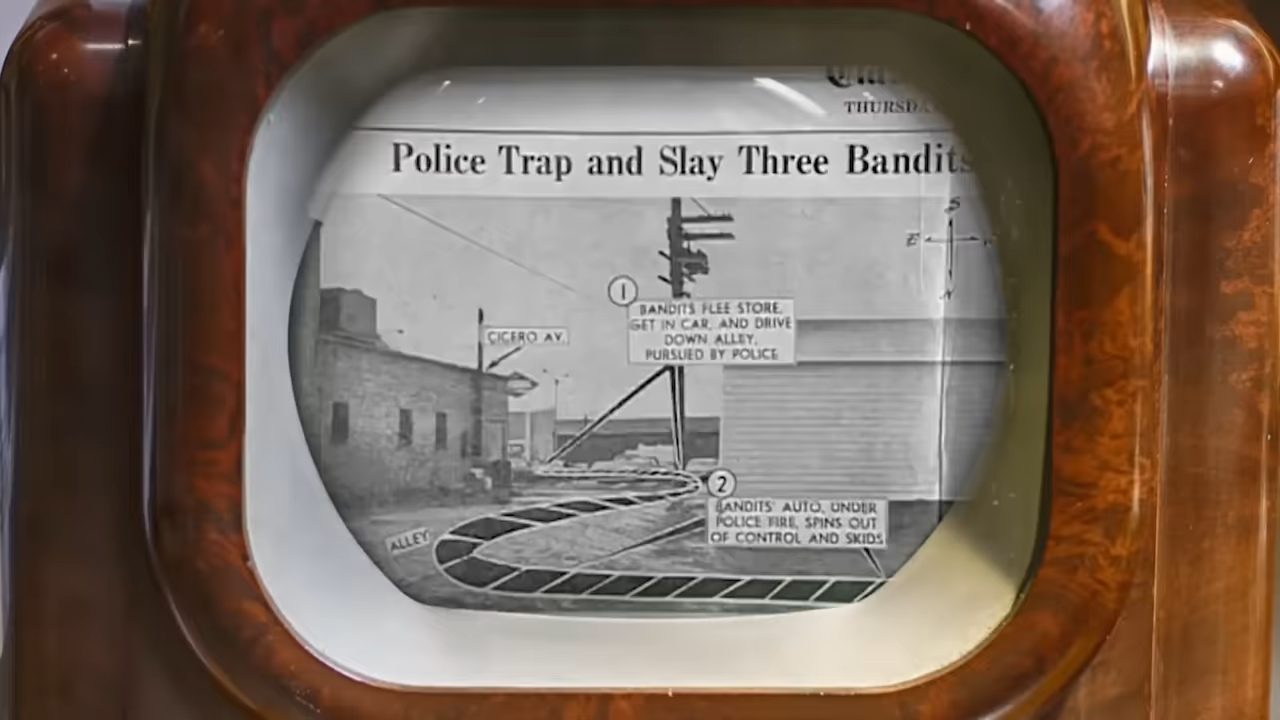 Police Trap and Slay Three Bandits
S
E
1
BANDITS FLEE STORE,
GET IN CAR, AND DRIVE
DOWN ALLEY,
PURSUED BY POLICE
CICERO AV.
2
BANDITS' AUTO, UNDER
POLICE FIRE, SPINS OUT
OF CONTROL AND SKIDS
ALLEY